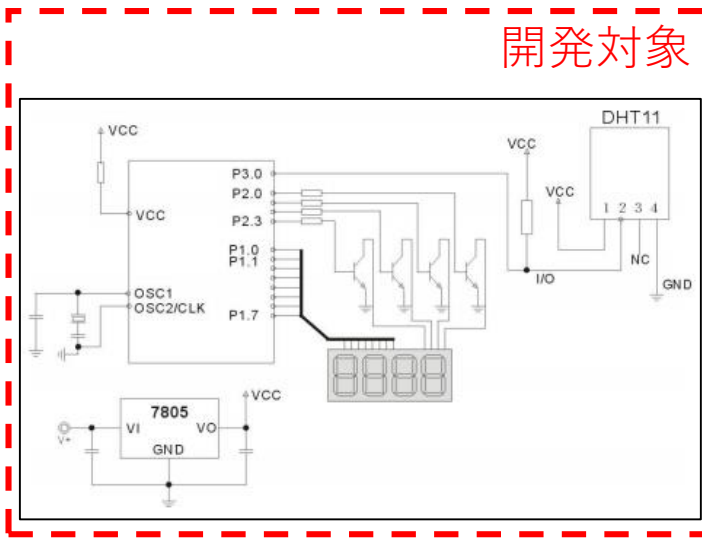 開発対象
DHT11
VCC
VCC
VCC
P3.0
P2.0
P2.3
P1.0
P1.1
P1.7
VCC
OSC1
OSC2/CLK
1 2 3 4
NC
I/O
GND
8888
VCC
7805
VI
VO
GND
V+